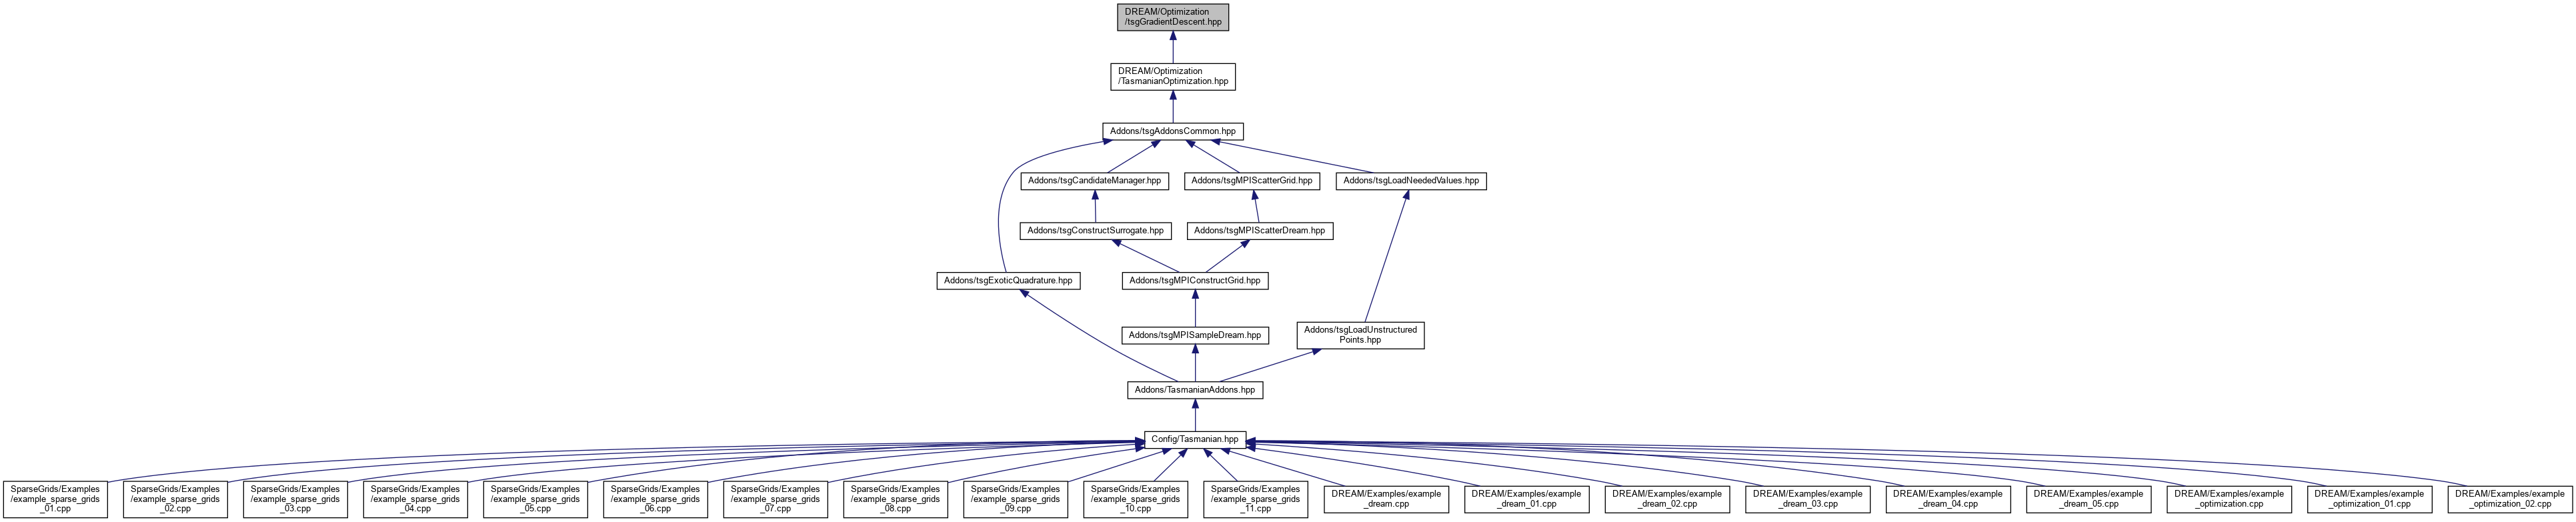 DREAM/Optimization
/tsgGradientDescent.hpp
DREAM/Optimization
/TasmanianOptimization.hpp
Addons/tsgAddonsCommon.hpp
Addons/tsgCandidateManager.hpp
Addons/tsgMPIScatterGrid.hpp
Addons/tsgLoadNeededValues.hpp
Addons/tsgConstructSurrogate.hpp
Addons/tsgMPIScatterDream.hpp
Addons/tsgExoticQuadrature.hpp
Addons/tsgMPIConstructGrid.hpp
Addons/tsgMPISampleDream.hpp
Addons/tsgLoadUnstructured
Points.hpp
Addons/TasmanianAddons.hpp
Config/Tasmanian.hpp
SparseGrids/Examples
/example_sparse_grids
_01.cpp
SparseGrids/Examples
/example_sparse_grids
_02.cpp
SparseGrids/Examples
/example_sparse_grids
_03.cpp
SparseGrids/Examples
/example_sparse_grids
_04.cpp
SparseGrids/Examples
/example_sparse_grids
_05.cpp
SparseGrids/Examples
/example_sparse_grids
_06.cpp
SparseGrids/Examples
/example_sparse_grids
_07.cpp
SparseGrids/Examples
/example_sparse_grids
_08.cpp
SparseGrids/Examples
/example_sparse_grids
_09.cpp
SparseGrids/Examples
/example_sparse_grids
_10.cpp
SparseGrids/Examples
/example_sparse_grids
_11.cpp
DREAM/Examples/example
_dream.cpp
DREAM/Examples/example
_dream_01.cpp
DREAM/Examples/example
_dream_02.cpp
DREAM/Examples/example
_dream_03.cpp
DREAM/Examples/example
_dream_04.cpp
DREAM/Examples/example
_dream_05.cpp
DREAM/Examples/example
_optimization.cpp
DREAM/Examples/example
_optimization_01.cpp
DREAM/Examples/example
_optimization_02.cpp